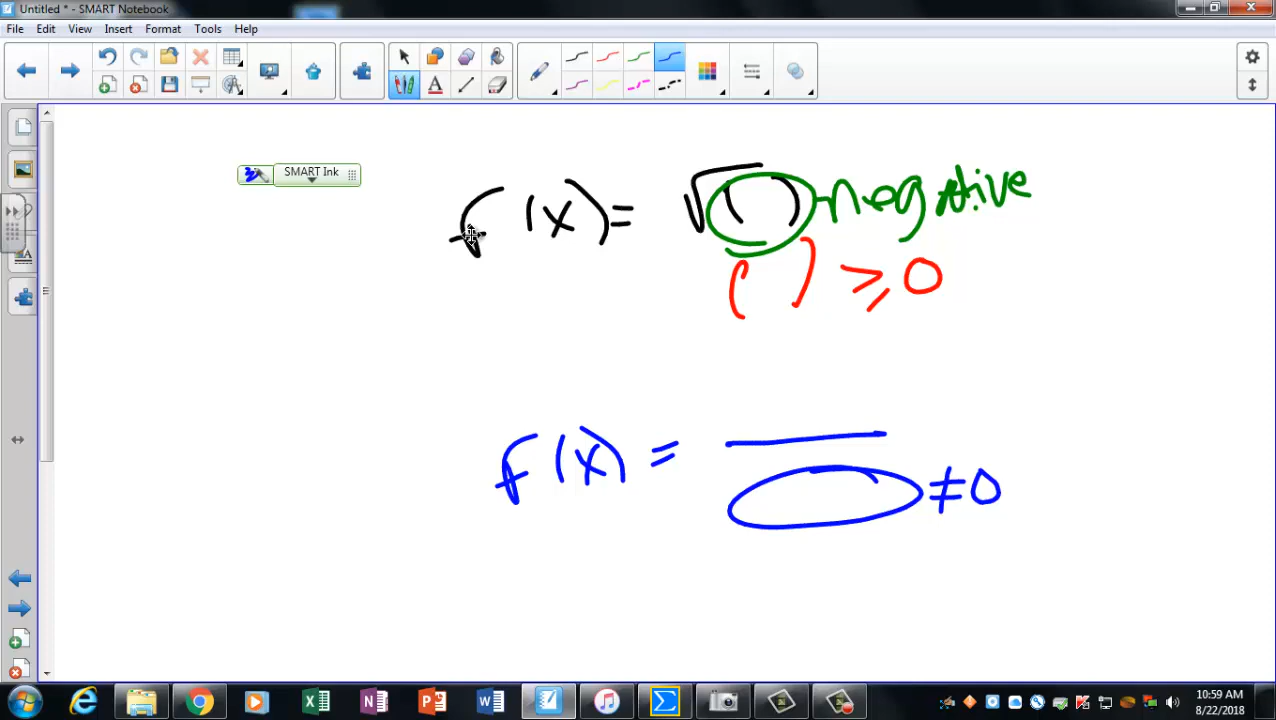 Untitled * - SMART Notebook
File Edit View Insert Format Tools Help
SMART Ink
f(x)= √( ) negative
( ) ≥ 0
f(x) = ≠0
10:59 AM
8/22/2018